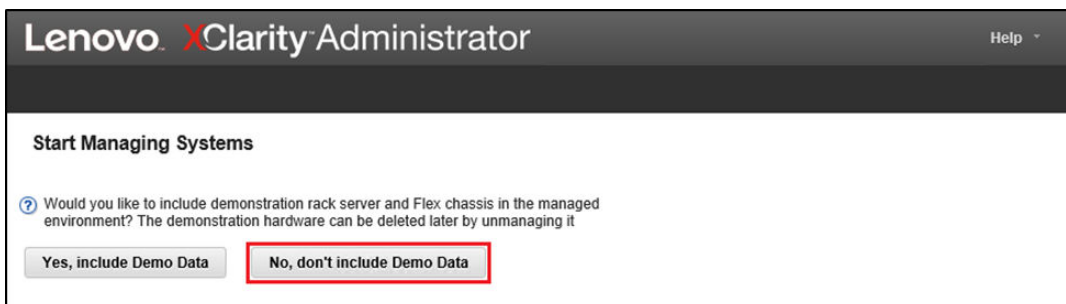 Lenovo. XClarity Administrator
Help
Start Managing Systems
Would you like to include demonstration rack server and Flex chassis in the managed
environment? The demonstration hardware can be deleted later by unmanaging it
Yes, include Demo Data
No, don't include Demo Data